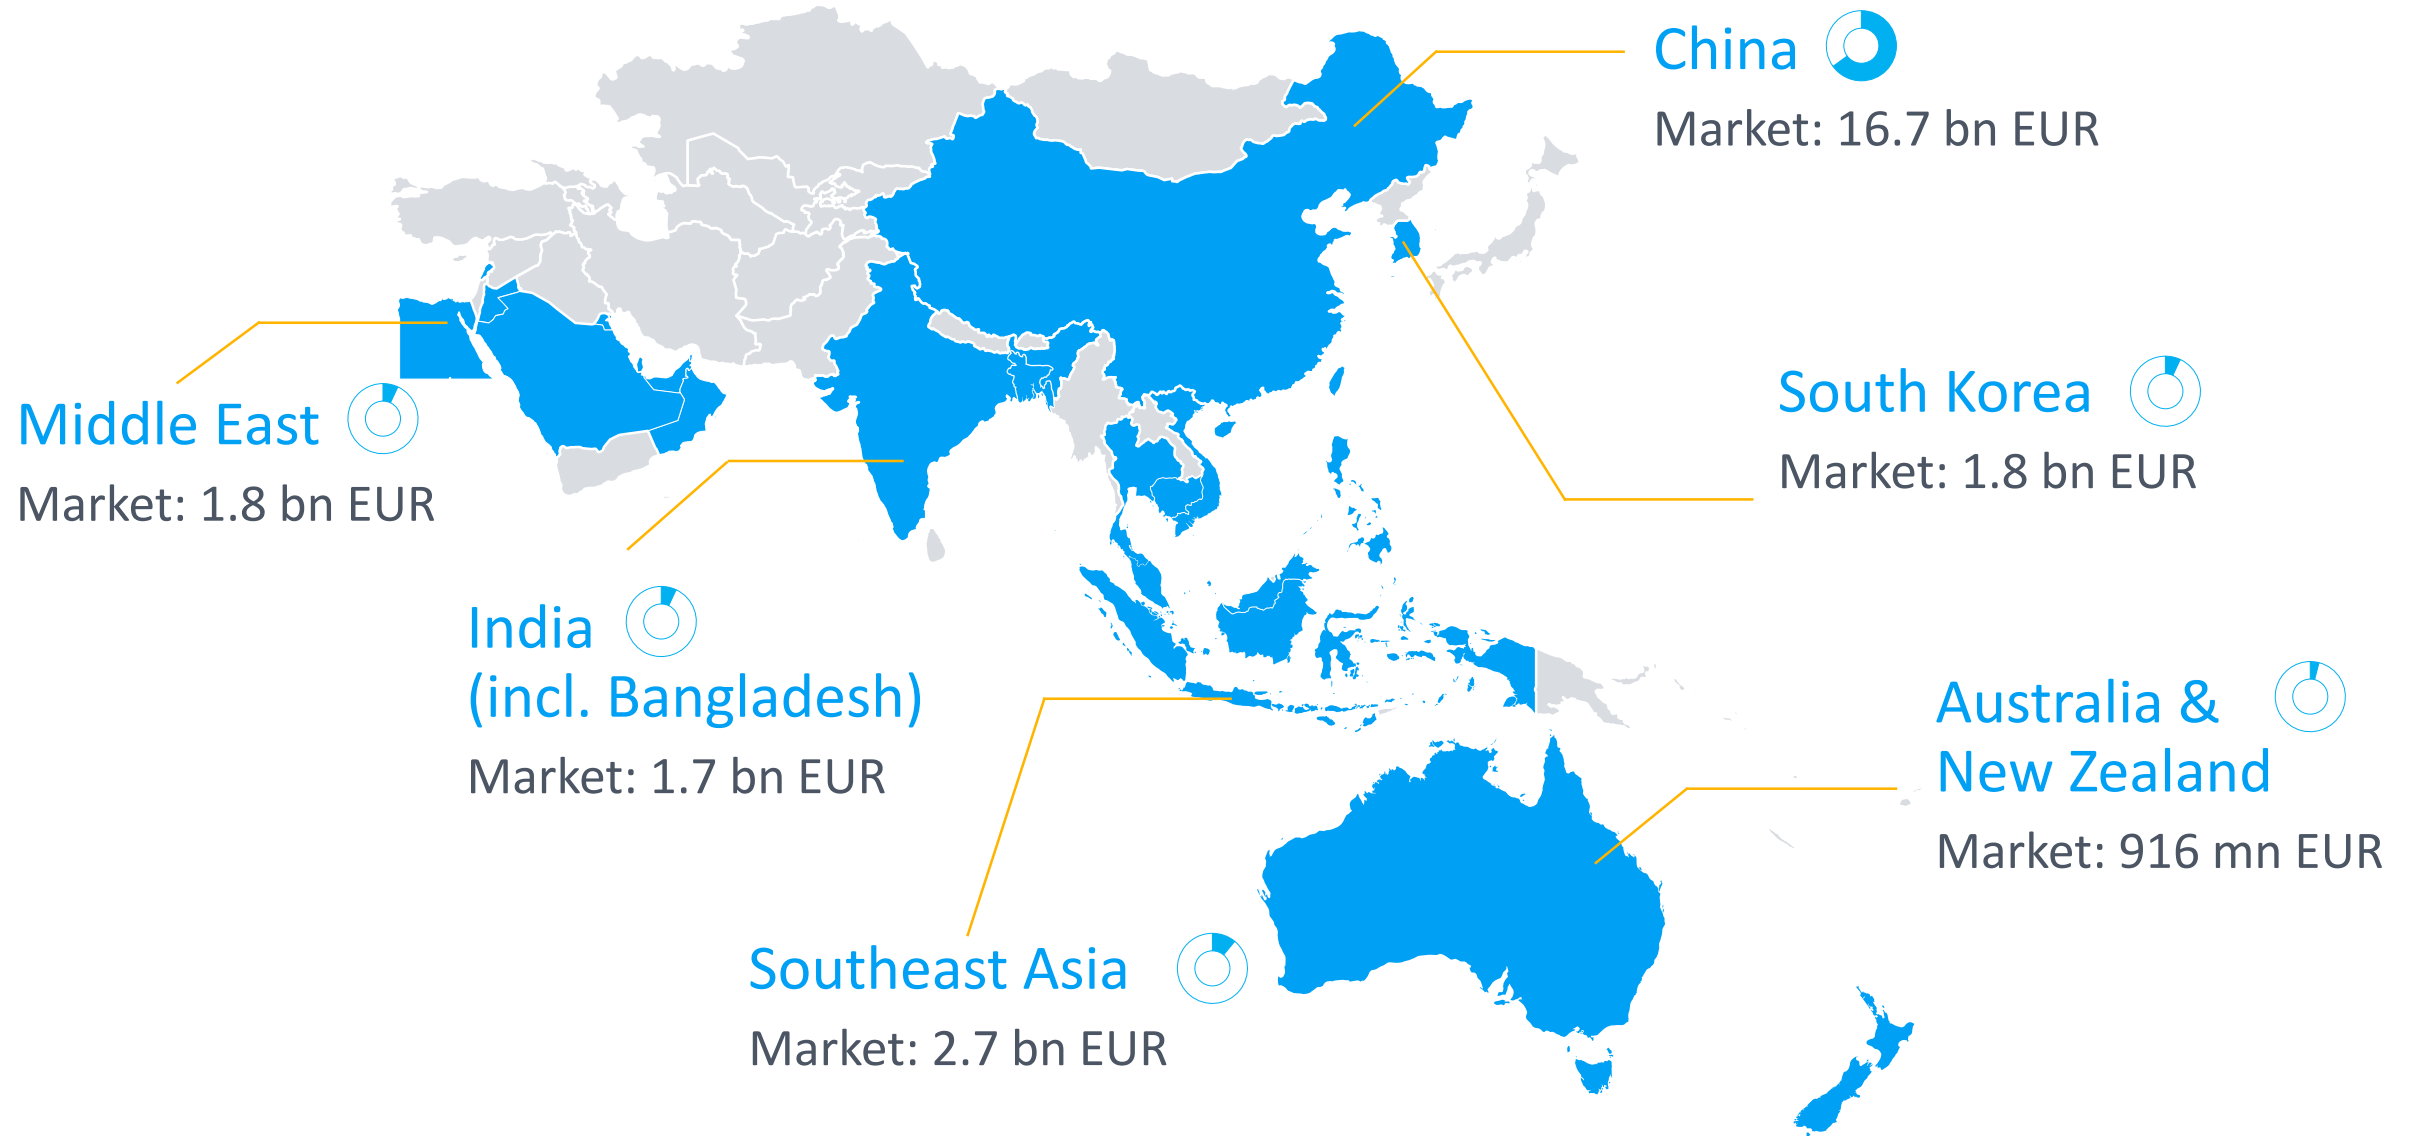 China
Market: 16.7 bn EUR
South Korea
Market: 1.8 bn EUR
Middle East
Market: 1.8 bn EUR
India
(incl. Bangladesh)
Market: 1.7 bn EUR
Australia &
New Zealand
Market: 916 mn EUR
Southeast Asia
Market: 2.7 bn EUR